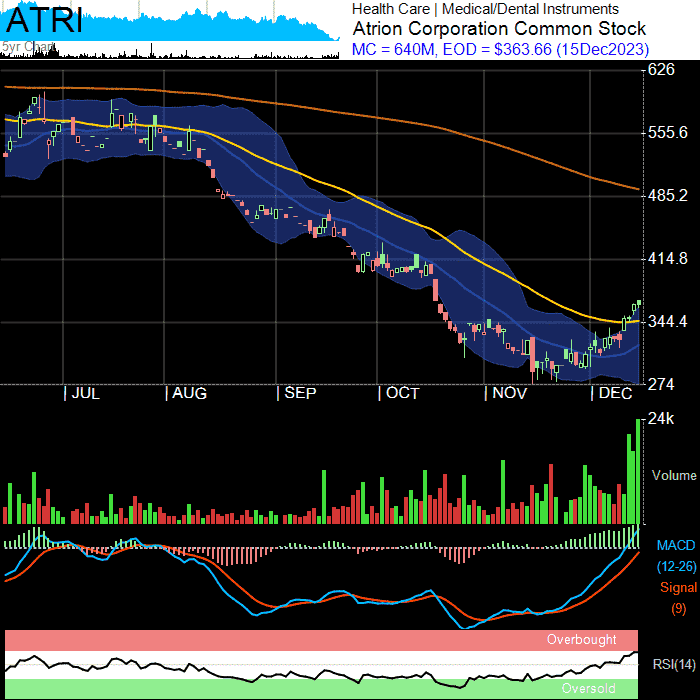 ATRI
Health Care | Medical/Dental Instruments
Atrion Corporation Common Stock
MC = 640M, EOD = $363.66 (15Dec2023)
5yr Chart
626
555.6
485.2
414.8
344.4
274
| JUL | AUG | SEP | OCT | NOV | DEC
24k
Volume
MACD
(12-26)
Signal
(9)
Overbought
RSI(14)
Oversold